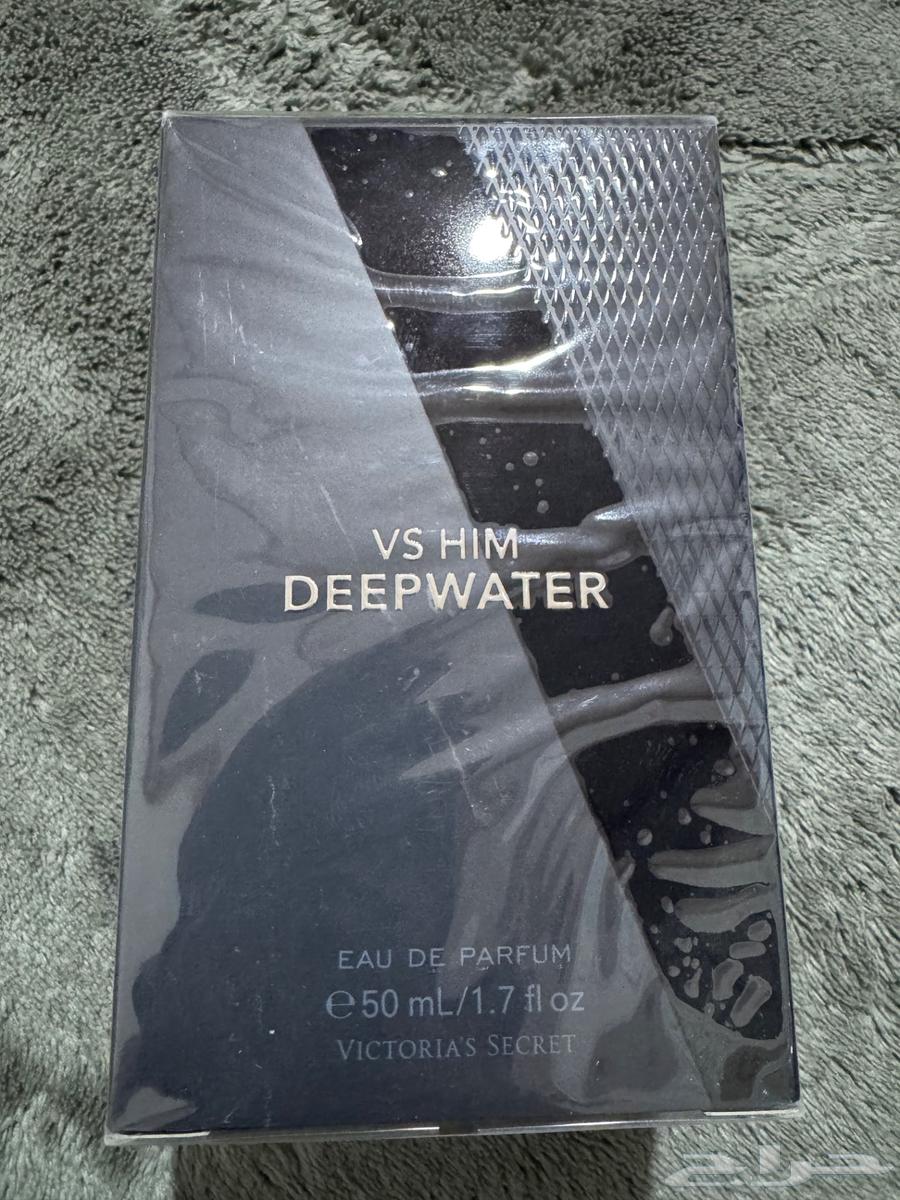 VS HIM
DEEPWATER
EAU DE PARFUM
℮50 mL/1.7 fl oz
VICTORIA'S SECRET
حراج